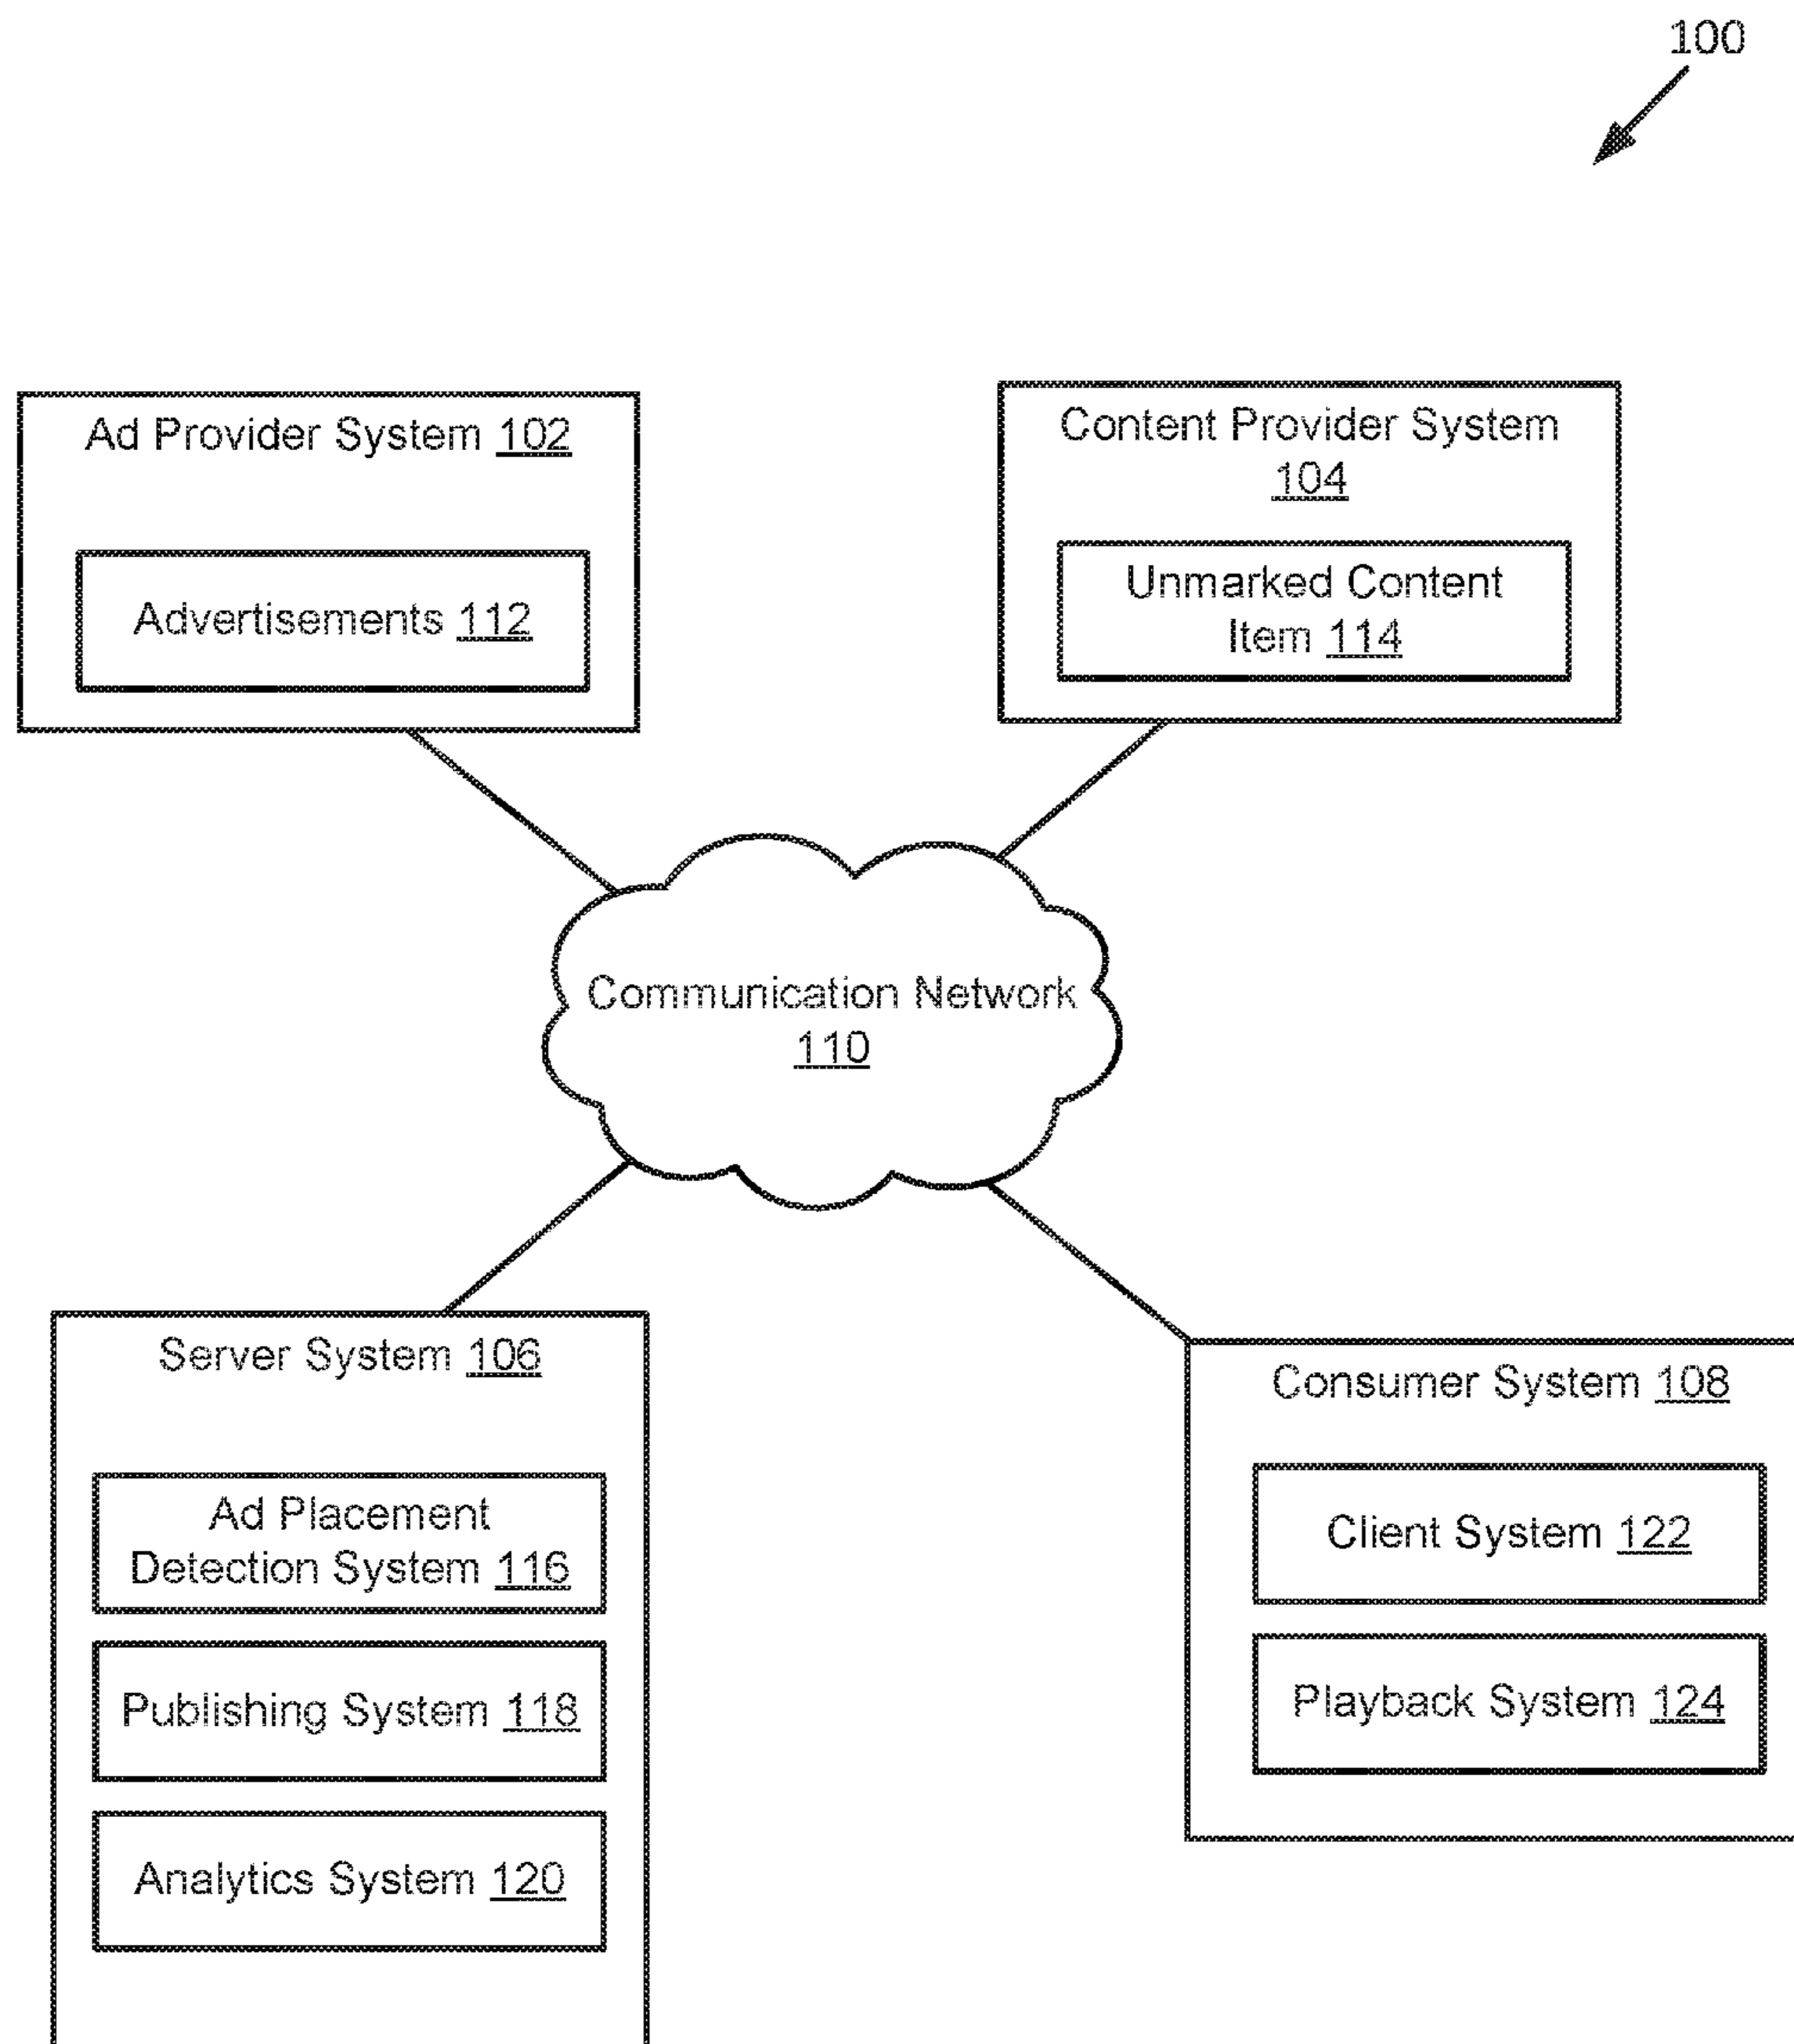 100
Ad Provider System 102
Advertisements 112
Content Provider System
104
Unmarked Content
Item 114
Communication Network
110
Server System 106
Ad Placement
Detection System 116
Publishing System 118
Analytics System 120
Consumer System 108
Client System 122
Playback System 124